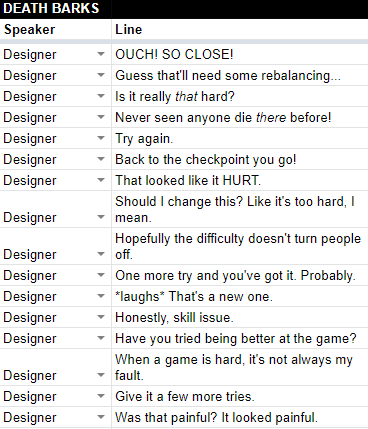 DEATH BARKS
Speaker Line
Designer OUCH! SO CLOSE!
Designer Guess that'll need some rebalancing...
Designer Is it really that hard?
Designer Never seen anyone die there before!
Designer Try again.
Designer Back to the checkpoint you go!
Designer That looked like it HURT.
Should I change this? Like it's too hard, I
Designer mean.
Hopefully the difficulty doesn't turn people
Designer off.
Designer One more try and you've got it. Probably.
Designer *laughs* That's a new one.
Designer Honestly, skill issue.
Designer Have you tried being better at the game?
When a game is hard, it's not always my
Designer fault.
Designer Give it a few more tries.
Designer Was that painful? It looked painful.